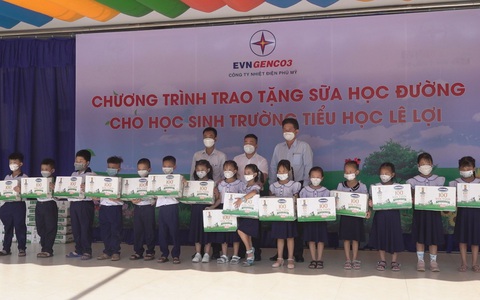 EVNGENCO3
CÔNG TY NHIỆT ĐIỆN PHÚ MỸ
CHƯƠNG TRÌNH TRAO TẶNG SỮA HỌC ĐƯỜNG
CHO HỌC SINH TRƯỜNG TIỂU HỌC LÊ LỢI